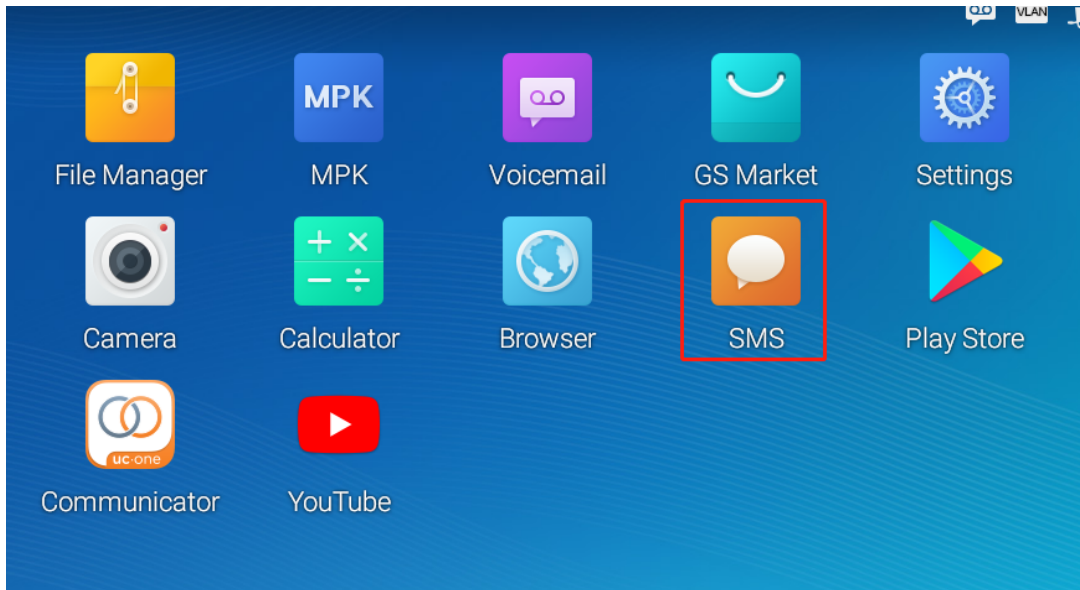 VLAN
MPK
File Manager
MPK
Voicemail
GS Market
Settings
Camera
Calculator
Browser
SMS
Play Store
uc·one
Communicator
YouTube